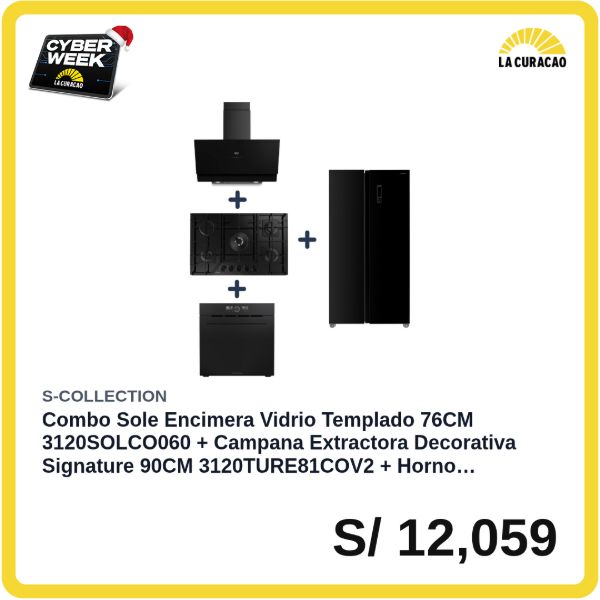 CYBER
WEEK
LA CURACAO
LA CURACAO
S-COLLECTION
Combo Sole Encimera Vidrio Templado 76CM
3120SOLCO060 + Campana Extractora Decorativa
Signature 90CM 3120TURE81COV2 + Horno…
S/ 12,059